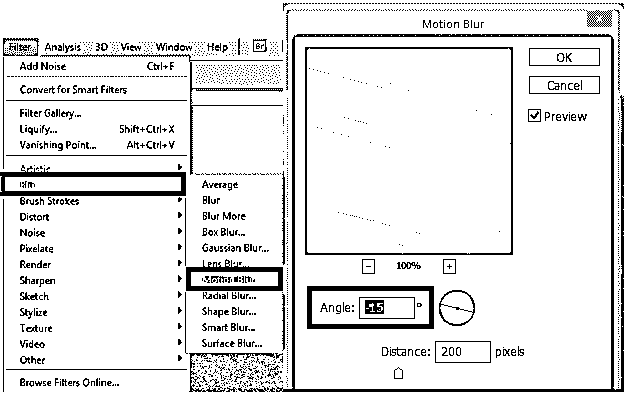 Filter Analysis 3D View Window Help Br
Add Noise Ctrl+F
Convert for Smart Filters
Filter Gallery...
Liquify... Shift+Ctrl+X
Vanishing Point... Alt+Ctrl+V
Artistic
Blur
Brush Strokes
Distort
Noise
Pixelate
Render
Sharpen
Sketch
Stylize
Texture
Video
Other
Browse Filters Online...
Average
Blur
Blur More
Box Blur...
Gaussian Blur...
Lens Blur...
Motion Blur
Radial Blur...
Shape Blur...
Smart Blur...
Surface Blur...
Motion Blur
OK
Cancel
Preview
100%
Angle: -15 °
Distance: 200 pixels